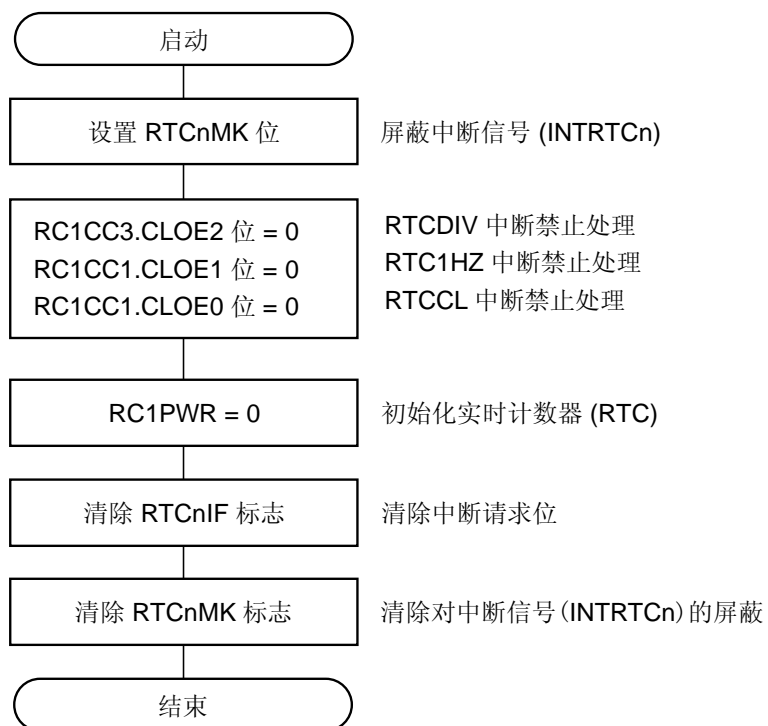 启动
设置 RTCnMK 位
屏蔽中断信号 (INTRTCn)
RC1CC3.CLOE2 位 = 0
RTCDIV 中断禁止处理
RC1CC1.CLOE1 位 = 0
RTC1HZ 中断禁止处理
RC1CC1.CLOE0 位 = 0
RTCCL 中断禁止处理
RC1PWR = 0
初始化实时计数器 (RTC)
清除 RTCnIF 标志
清除中断请求位
清除 RTCnMK 标志
清除对中断信号(INTRTCn)的屏蔽
结束